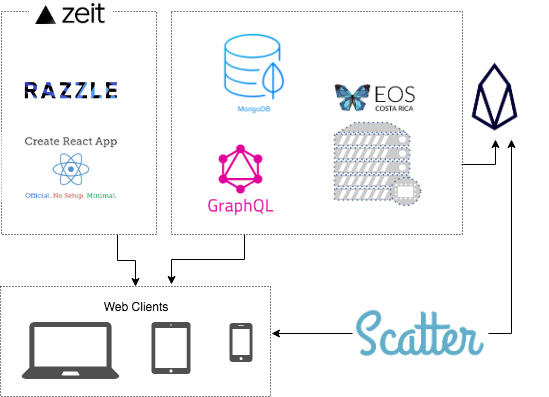 zeit
RAZZLE
Create React App
Official. No Setup. Minimal.
MongoDB
GraphQL
EOS
COSTA RICA
Web Clients
Scatter